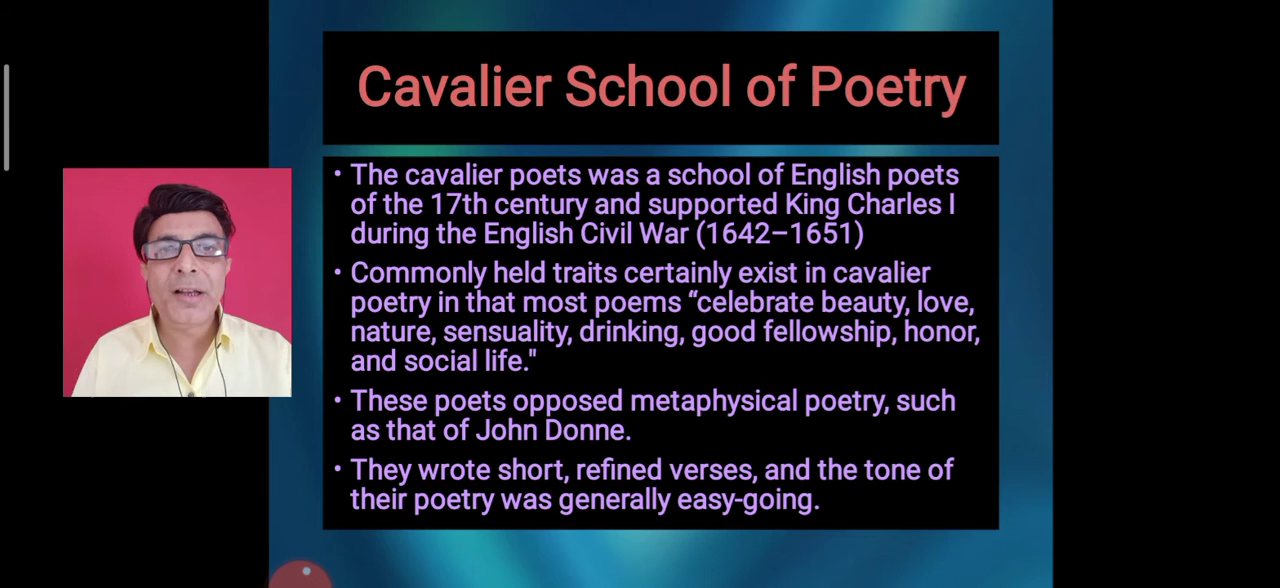 Cavalier School of Poetry
• The cavalier poets was a school of English poets
of the 17th century and supported King Charles I
during the English Civil War (1642–1651)
• Commonly held traits certainly exist in cavalier
poetry in that most poems “celebrate beauty, love,
nature, sensuality, drinking, good fellowship, honor,
and social life."
• These poets opposed metaphysical poetry, such
as that of John Donne.
• They wrote short, refined verses, and the tone of
their poetry was generally easy-going.